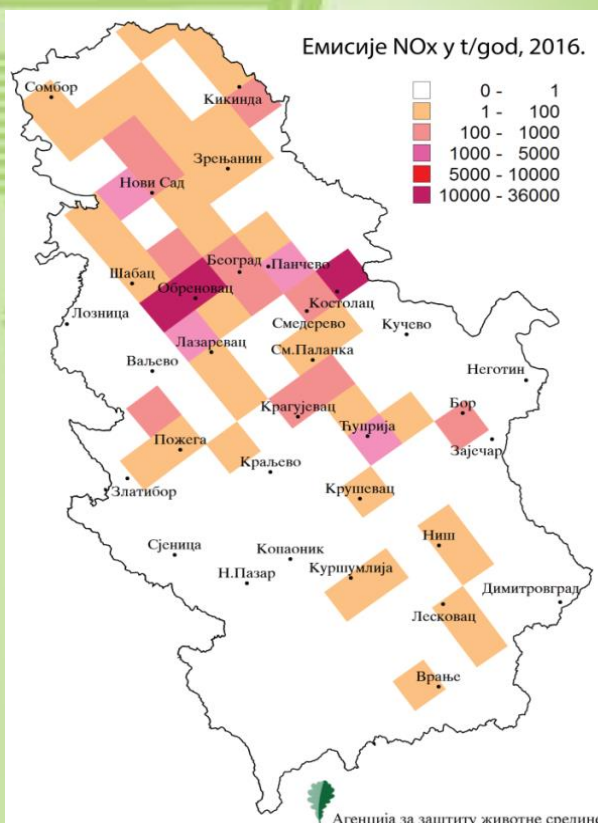 Емисије NOx у t/god, 2016.
0 - 1
1 - 100
100 - 1000
1000 - 5000
5000 - 10000
10000 - 36000
Сомбор
Кикинда
Зрењанин
Нови Сад
Београд
Панчево
Шабац
Обреновац
Костолац
Лозница
Смедерево
Кучево
Лазаревац
См.Паланка
Ваљево
Неготин
Крагујевац
Бор
Ћуприја
Пожега
Зајечар
Краљево
Златибор
Крушевац
Ниш
Сјеница
Копаоник
Н.Пазар
Куршумлија
Димитровград
Лесковац
Врање
Агенција за заштиту животне средине